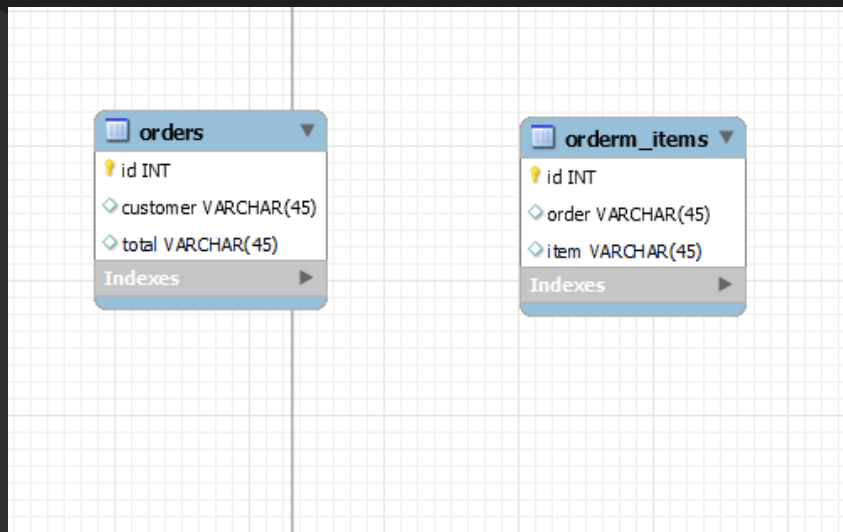 orders
id INT
customer VARCHAR(45)
total VARCHAR(45)
Indexes
orderm_items
id INT
order VARCHAR(45)
item VARCHAR(45)
Indexes